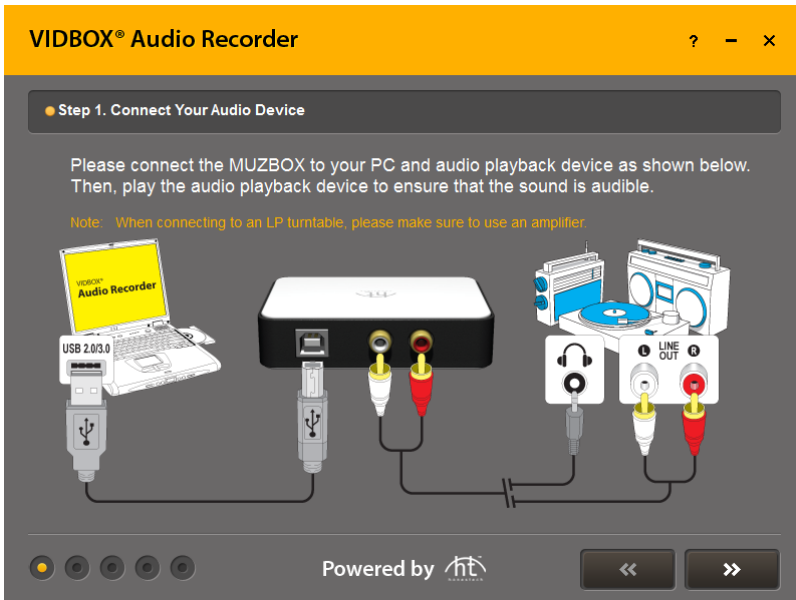 VIDBOX® Audio Recorder
? – ×
Step 1. Connect Your Audio Device
Please connect the MUZBOX to your PC and audio playback device as shown below.
Then, play the audio playback device to ensure that the sound is audible.
Note: When connecting to an LP turntable, please make sure to use an amplifier.
VIDBOX®
Audio Recorder
USB 2.0/3.0
L LINE OUT R
Powered by ht
honestech
« »